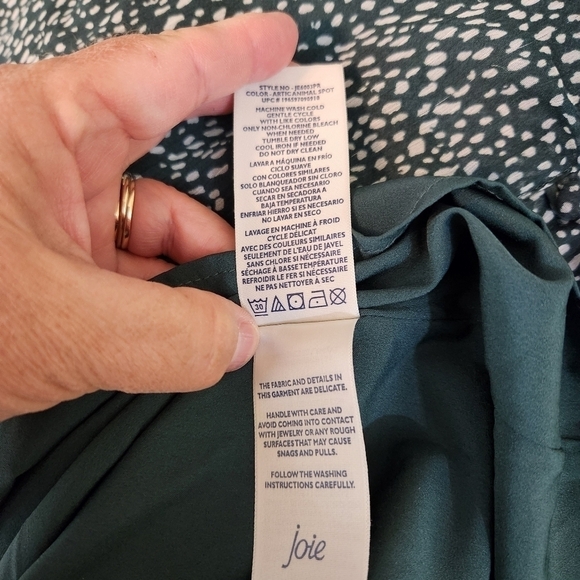 STYLE NO - JEA003PR
COLOR - ARTIC ANIMAL SPOT
UPC # 196597090818
MACHINE WASH COLD
GENTLE CYCLE
WITH LIKE COLORS
ONLY NON-CHLORINE BLEACH
WHEN NEEDED
TUMBLE DRY LOW
COOL IRON IF NEEDED
DO NOT DRY CLEAN
LAVAR A MÁQUINA EN FRÍO
CICLO SUAVE
CON COLORES SIMILARES
SOLO BLANQUEADOR SIN CLORO
CUANDO SEA NECESARIO
SECAR EN SECADORA A
BAJA TEMPERATURA
ENFRIAR HIERRO SI ES NECESARIO
NO LAVAR EN SECO
LAVAGE EN MACHINE À FROID
CYCLE DÉLICAT
AVEC DES COULEURS SIMILAIRES
SEULEMENT DE L'EAU DE JAVEL
SANS CHLORE SI NÉCESSAIRE
SÉCHAGE À BASSE TEMPÉRATURE
REFROIDIR LE FER SI NÉCESSAIRE
NE PAS NETTOYER À SEC
30
THE FABRIC AND DETAILS IN
THIS GARMENT ARE DELICATE.
HANDLE WITH CARE AND
AVOID COMING INTO CONTACT
WITH JEWELRY OR ANY ROUGH
SURFACES THAT MAY CAUSE
SNAGS AND PULLS.
FOLLOW THE WASHING
INSTRUCTIONS CAREFULLY.
joie